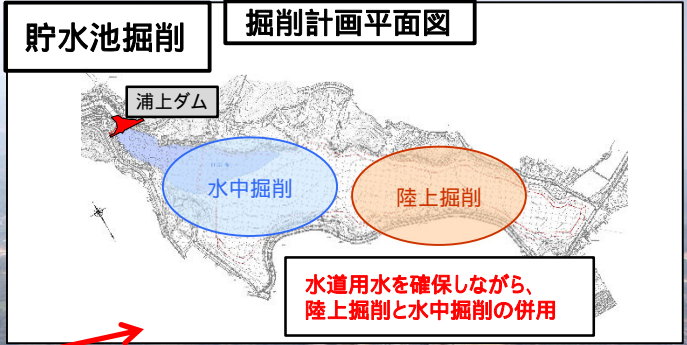 貯水池掘削
掘削計画平面図
浦上ダム
水中掘削
陸上掘削
水道用水を確保しながら、
陸上掘削と水中掘削の併用